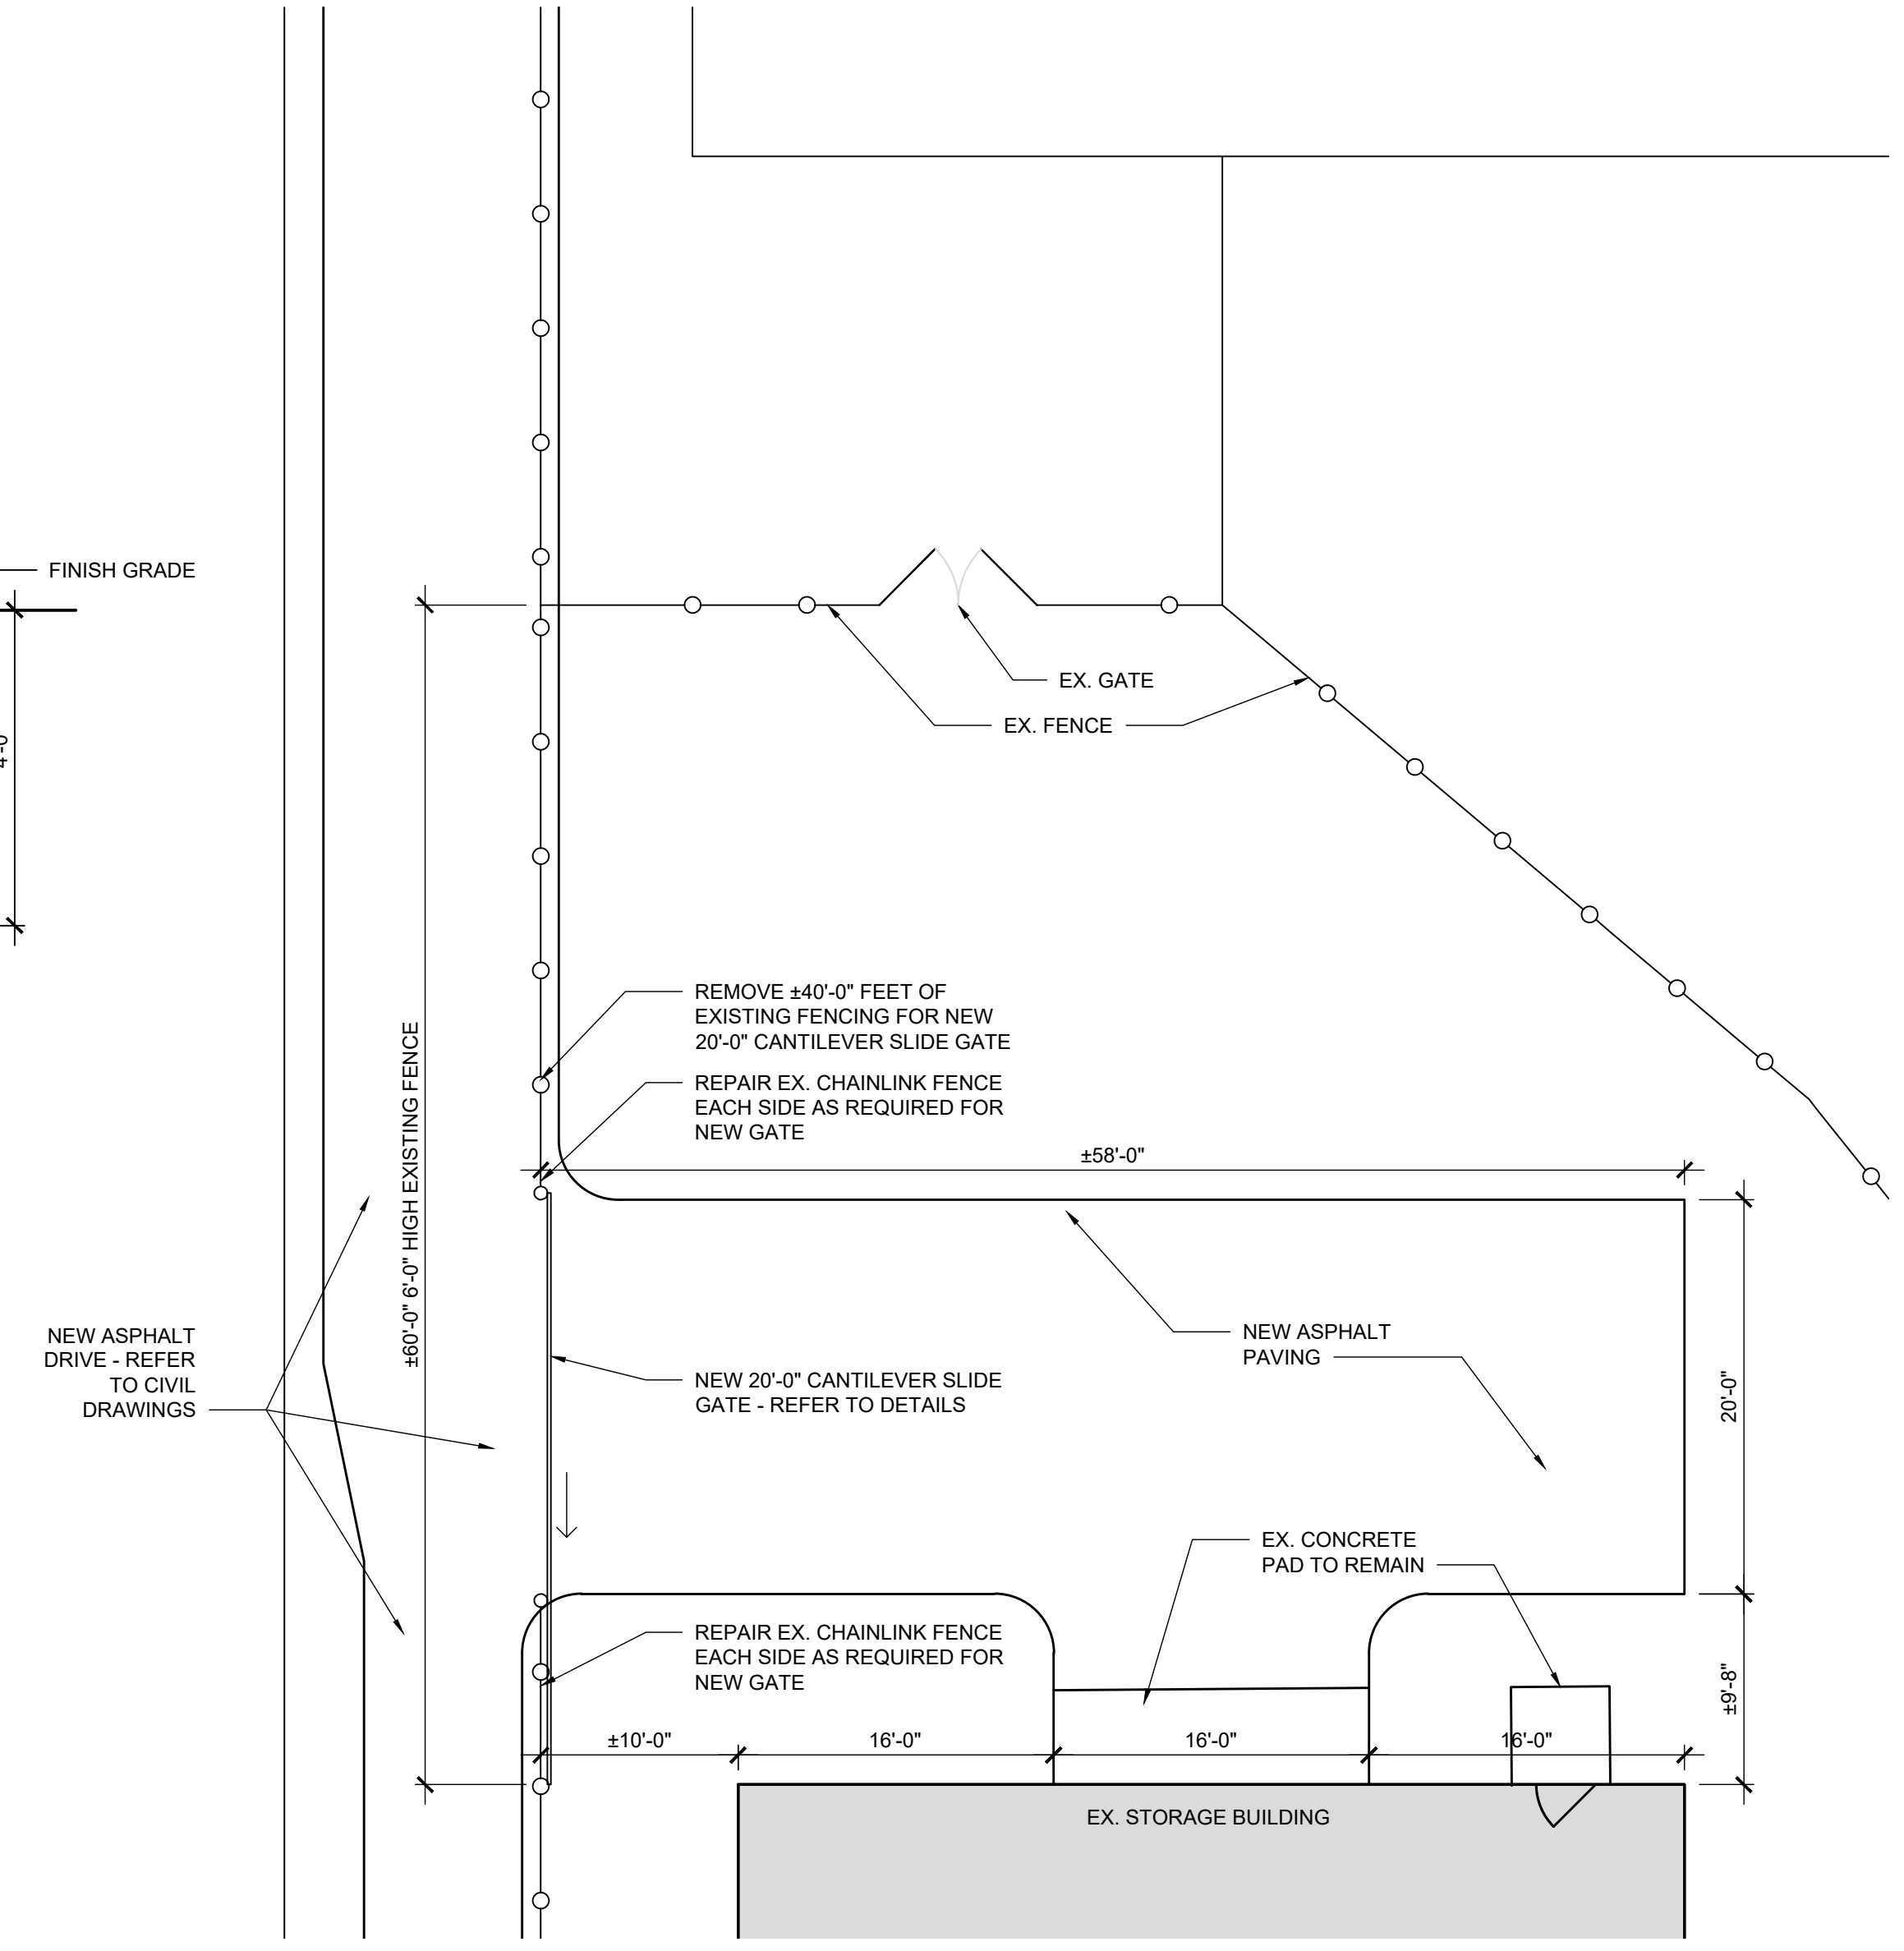 FINISH GRADE
4'-0"
EX. GATE
EX. FENCE
REMOVE ±40'-0" FEET OF
EXISTING FENCING FOR NEW
20'-0" CANTILEVER SLIDE GATE
REPAIR EX. CHAINLINK FENCE
EACH SIDE AS REQUIRED FOR
NEW GATE
±58'-0"
±60'-0" 6'-0" HIGH EXISTING FENCE
NEW ASPHALT
DRIVE - REFER
TO CIVIL
DRAWINGS
NEW ASPHALT
PAVING
NEW 20'-0" CANTILEVER SLIDE
GATE - REFER TO DETAILS
20'-0"
EX. CONCRETE
PAD TO REMAIN
REPAIR EX. CHAINLINK FENCE
EACH SIDE AS REQUIRED FOR
NEW GATE
±9'-8"
±10'-0"
16'-0"
16'-0"
16'-0"
EX. STORAGE BUILDING